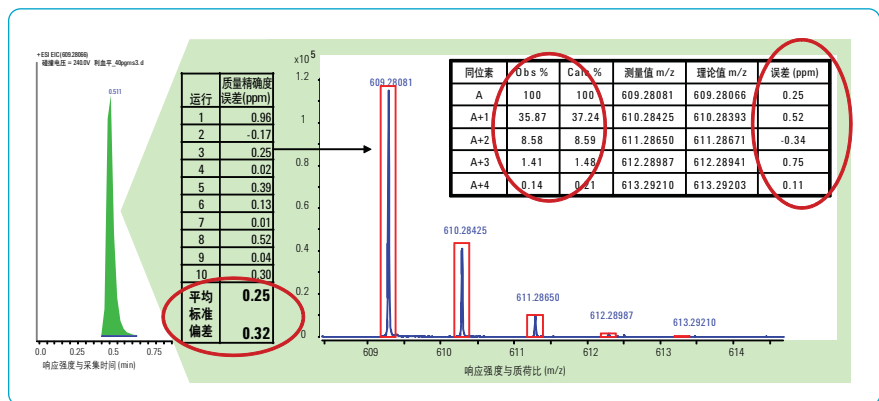 +ESI EIC(609.28066)
碰撞电压 = 240.0V 利血平_40ppms3.d
0.511
0.0 0.25 0.5 0.75
响应强度与采集时间 (min)
运行 质量精确度误差(ppm)
1 0.96
2 -0.17
3 0.25
4 0.02
5 0.39
6 0.13
7 0.01
8 0.52
9 0.04
10 0.30
平均 0.25
标准偏差 0.32
x10⁵
1.2
1
0.8
0.6
0.4
0.2
0
609.28081
610.28425
611.28650
612.28987
613.29210
609 610 611 612 613 614
响应强度与质荷比 (m/z)
同位素 Obs % Calc % 测量值 m/z 理论值 m/z 误差 (ppm)
A 100 100 609.28081 609.28066 0.25
A+1 35.87 37.24 610.28425 610.28393 0.52
A+2 8.58 8.59 611.28650 611.28671 -0.34
A+3 1.41 1.48 612.28987 612.28941 0.75
A+4 0.14 0.21 613.29210 613.29203 0.11